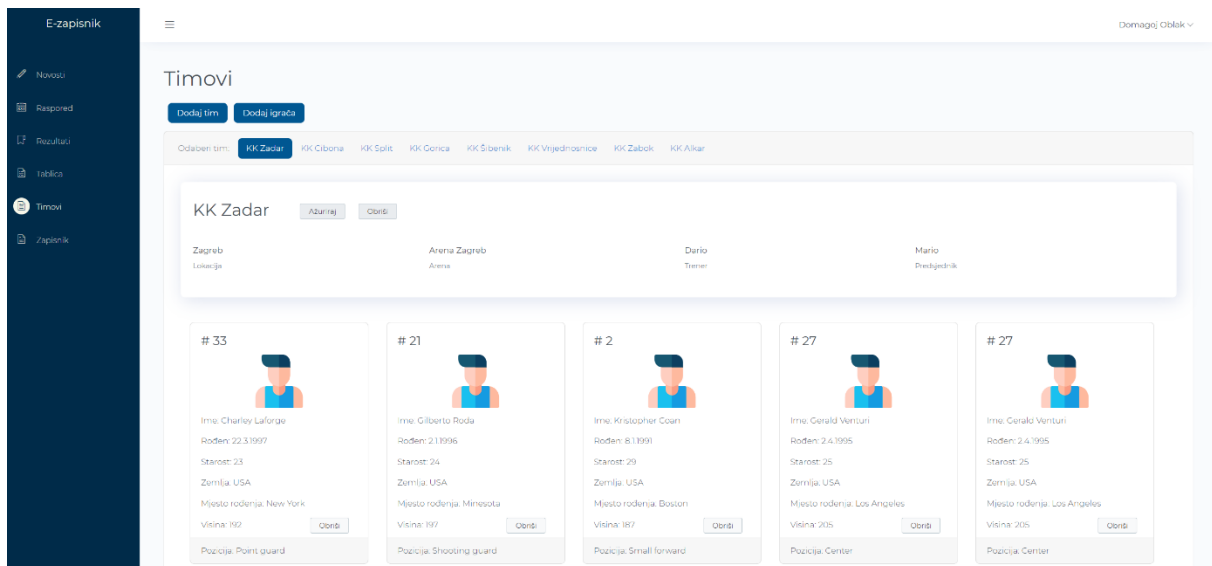 E-zapisnik
Domagoj Oblak
Novosti
Raspored
Rezultati
Tablica
Timovi
Zapisnik
Timovi
Dodaj tim Dodaj igrača
Odaberi tim: KK Zadar KK Cibona KK Split KK Gorica KK Šibenik KK Vrijednosnice KK Zabok KK Alkar
KK Zadar Ažuriraj Obriši
Zagreb Arena Zagreb Dario Mario
Lokacija Arena Trener Predsjednik
# 33
Ime: Charley Laforge
Rođen: 22.3.1997
Starost: 23
Zemlja: USA
Mjesto rođenja: New York
Visina: 192 Obriši
Pozicija: Point guard
# 21
Ime: Gilberto Roda
Rođen: 2.1.1996
Starost: 24
Zemlja: USA
Mjesto rođenja: Minesota
Visina: 197 Obriši
Pozicija: Shooting guard
# 2
Ime: Kristopher Coan
Rođen: 8.1.1991
Starost: 29
Zemlja: USA
Mjesto rođenja: Boston
Visina: 187 Obriši
Pozicija: Small forward
# 27
Ime: Gerald Venturi
Rođen: 2.4.1995
Starost: 25
Zemlja: USA
Mjesto rođenja: Los Angeles
Visina: 205 Obriši
Pozicija: Center
# 27
Ime: Gerald Venturi
Rođen: 2.4.1995
Starost: 25
Zemlja: USA
Mjesto rođenja: Los Angeles
Visina: 205 Obriši
Pozicija: Center